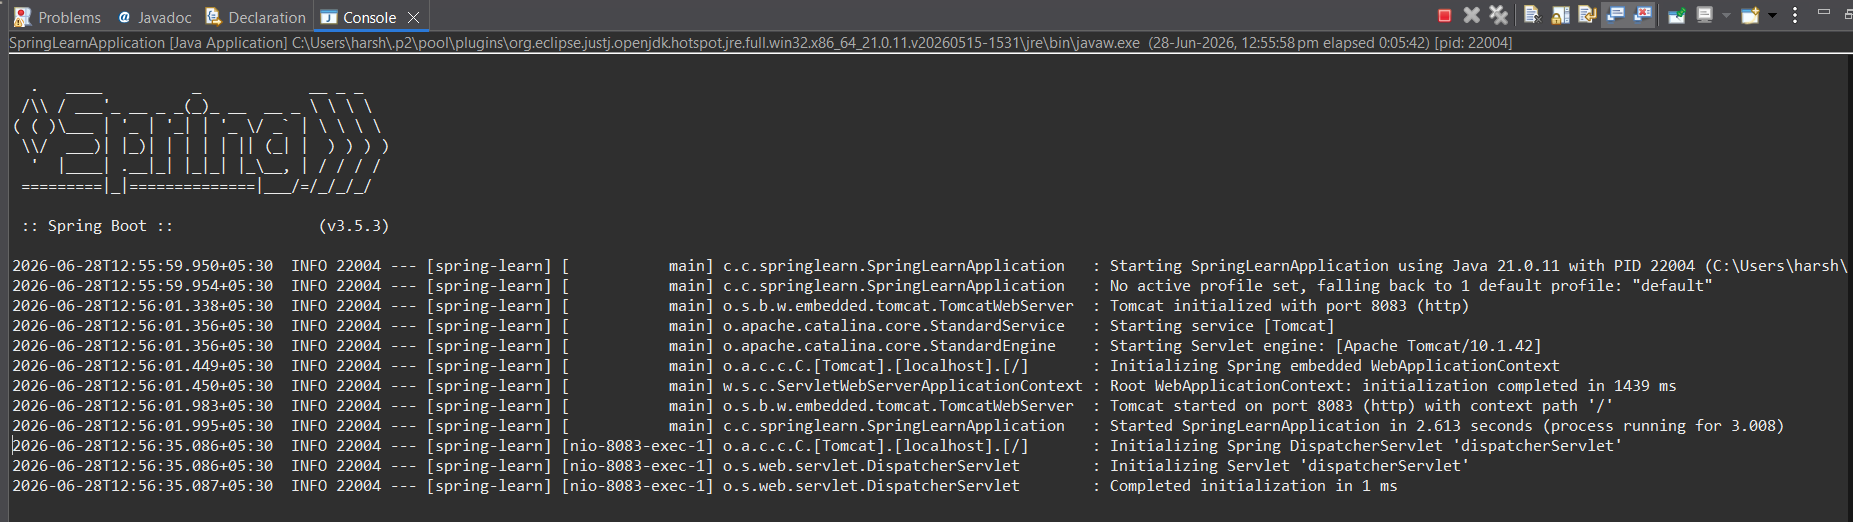 Problems Javadoc Declaration Console
SpringLearnApplication [Java Application] C:\Users\harsh\.p2\pool\plugins\org.eclipse.justj.openjdk.hotspot.jre.full.win32.x86_64_21.0.11.v20260515-1531\jre\bin\javaw.exe (28-Jun-2026, 12:55:58 pm elapsed 0:05:42) [pid: 22004]
  .   ____          _            __ _ _
 /\\ / ___'_ __ _ _(_)_ __  __ _ \ \ \ \
( ( )\___ | '_ | '_| | '_ \/ _` | \ \ \ \
 \\/  ___)| |_)| | | | | || (_| |  ) ) ) )
  '  |____| .__|_| |_|_| |_\__, | / / / /
 =========|_|==============|___/=/_/_/_/
 :: Spring Boot ::                (v3.5.3)
2026-06-28T12:55:59.950+05:30  INFO 22004 --- [spring-learn] [           main] c.c.springlearn.SpringLearnApplication   : Starting SpringLearnApplication using Java 21.0.11 with PID 22004 (C:\Users\harsh\
2026-06-28T12:55:59.954+05:30  INFO 22004 --- [spring-learn] [           main] c.c.springlearn.SpringLearnApplication   : No active profile set, falling back to 1 default profile: "default"
2026-06-28T12:56:01.338+05:30  INFO 22004 --- [spring-learn] [           main] o.s.b.w.embedded.tomcat.TomcatWebServer  : Tomcat initialized with port 8083 (http)
2026-06-28T12:56:01.356+05:30  INFO 22004 --- [spring-learn] [           main] o.apache.catalina.core.StandardService   : Starting service [Tomcat]
2026-06-28T12:56:01.356+05:30  INFO 22004 --- [spring-learn] [           main] o.apache.catalina.core.StandardEngine    : Starting Servlet engine: [Apache Tomcat/10.1.42]
2026-06-28T12:56:01.449+05:30  INFO 22004 --- [spring-learn] [           main] o.a.c.c.C.[Tomcat].[localhost].[/]       : Initializing Spring embedded WebApplicationContext
2026-06-28T12:56:01.450+05:30  INFO 22004 --- [spring-learn] [           main] w.s.c.ServletWebServerApplicationContext : Root WebApplicationContext: initialization completed in 1439 ms
2026-06-28T12:56:01.983+05:30  INFO 22004 --- [spring-learn] [           main] o.s.b.w.embedded.tomcat.TomcatWebServer  : Tomcat started on port 8083 (http) with context path '/'
2026-06-28T12:56:01.995+05:30  INFO 22004 --- [spring-learn] [           main] c.c.springlearn.SpringLearnApplication   : Started SpringLearnApplication in 2.613 seconds (process running for 3.008)
2026-06-28T12:56:35.086+05:30  INFO 22004 --- [spring-learn] [nio-8083-exec-1] o.a.c.c.C.[Tomcat].[localhost].[/]       : Initializing Spring DispatcherServlet 'dispatcherServlet'
2026-06-28T12:56:35.086+05:30  INFO 22004 --- [spring-learn] [nio-8083-exec-1] o.s.web.servlet.DispatcherServlet        : Initializing Servlet 'dispatcherServlet'
2026-06-28T12:56:35.087+05:30  INFO 22004 --- [spring-learn] [nio-8083-exec-1] o.s.web.servlet.DispatcherServlet        : Completed initialization in 1 ms